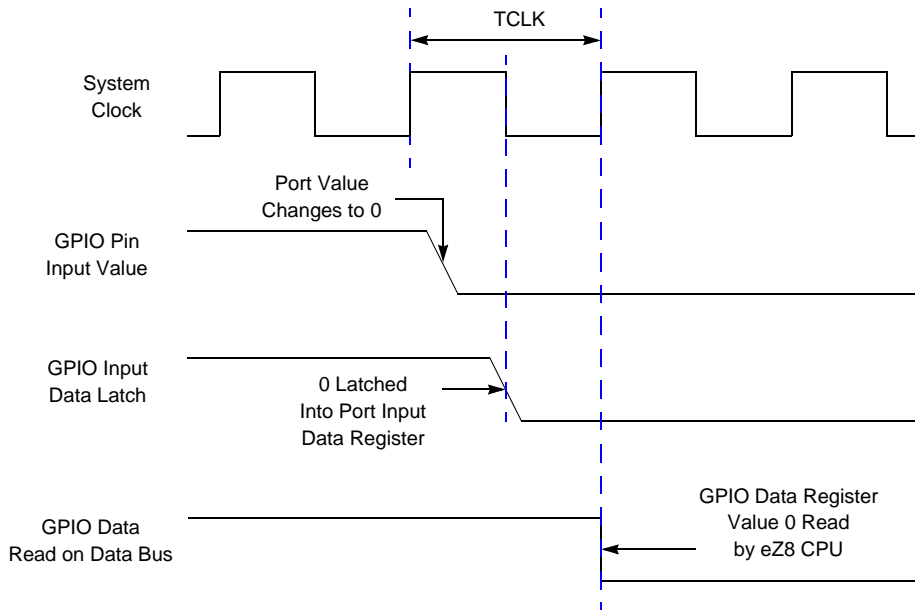 TCLK
System
Clock
Port Value
Changes to 0
GPIO Pin
Input Value
GPIO Input
Data Latch
0 Latched
Into Port Input
Data Register
GPIO Data Register
Value 0 Read
by eZ8 CPU
GPIO Data
Read on Data Bus